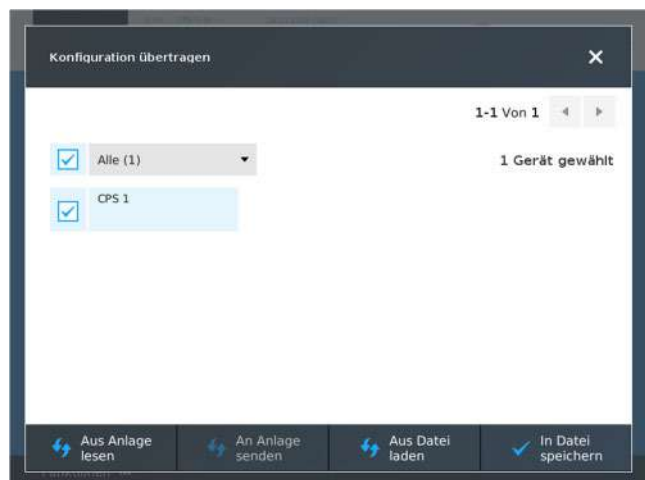 Konfiguration übertragen
1-1 Von 1
Alle (1)
1 Gerät gewählt
CPS 1
Aus Anlage
lesen
An Anlage
senden
Aus Datei
laden
In Datei
speichern